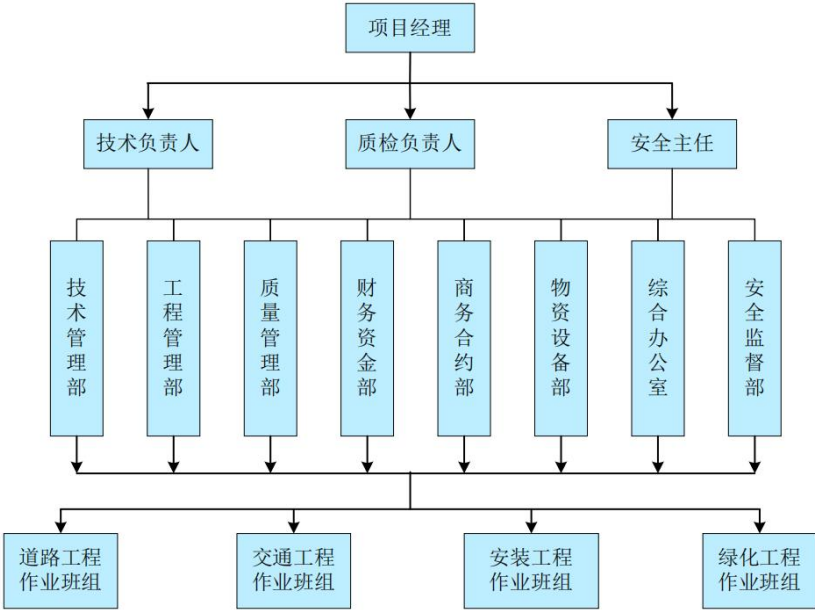 项目经理
技术负责人
质检负责人
安全主任
技术管理部
工程管理部
质量管理部
财务资金部
商务合约部
物资设备部
综合办公室
安全监督部
道路工程
作业班组
交通工程
作业班组
安装工程
作业班组
绿化工程
作业班组